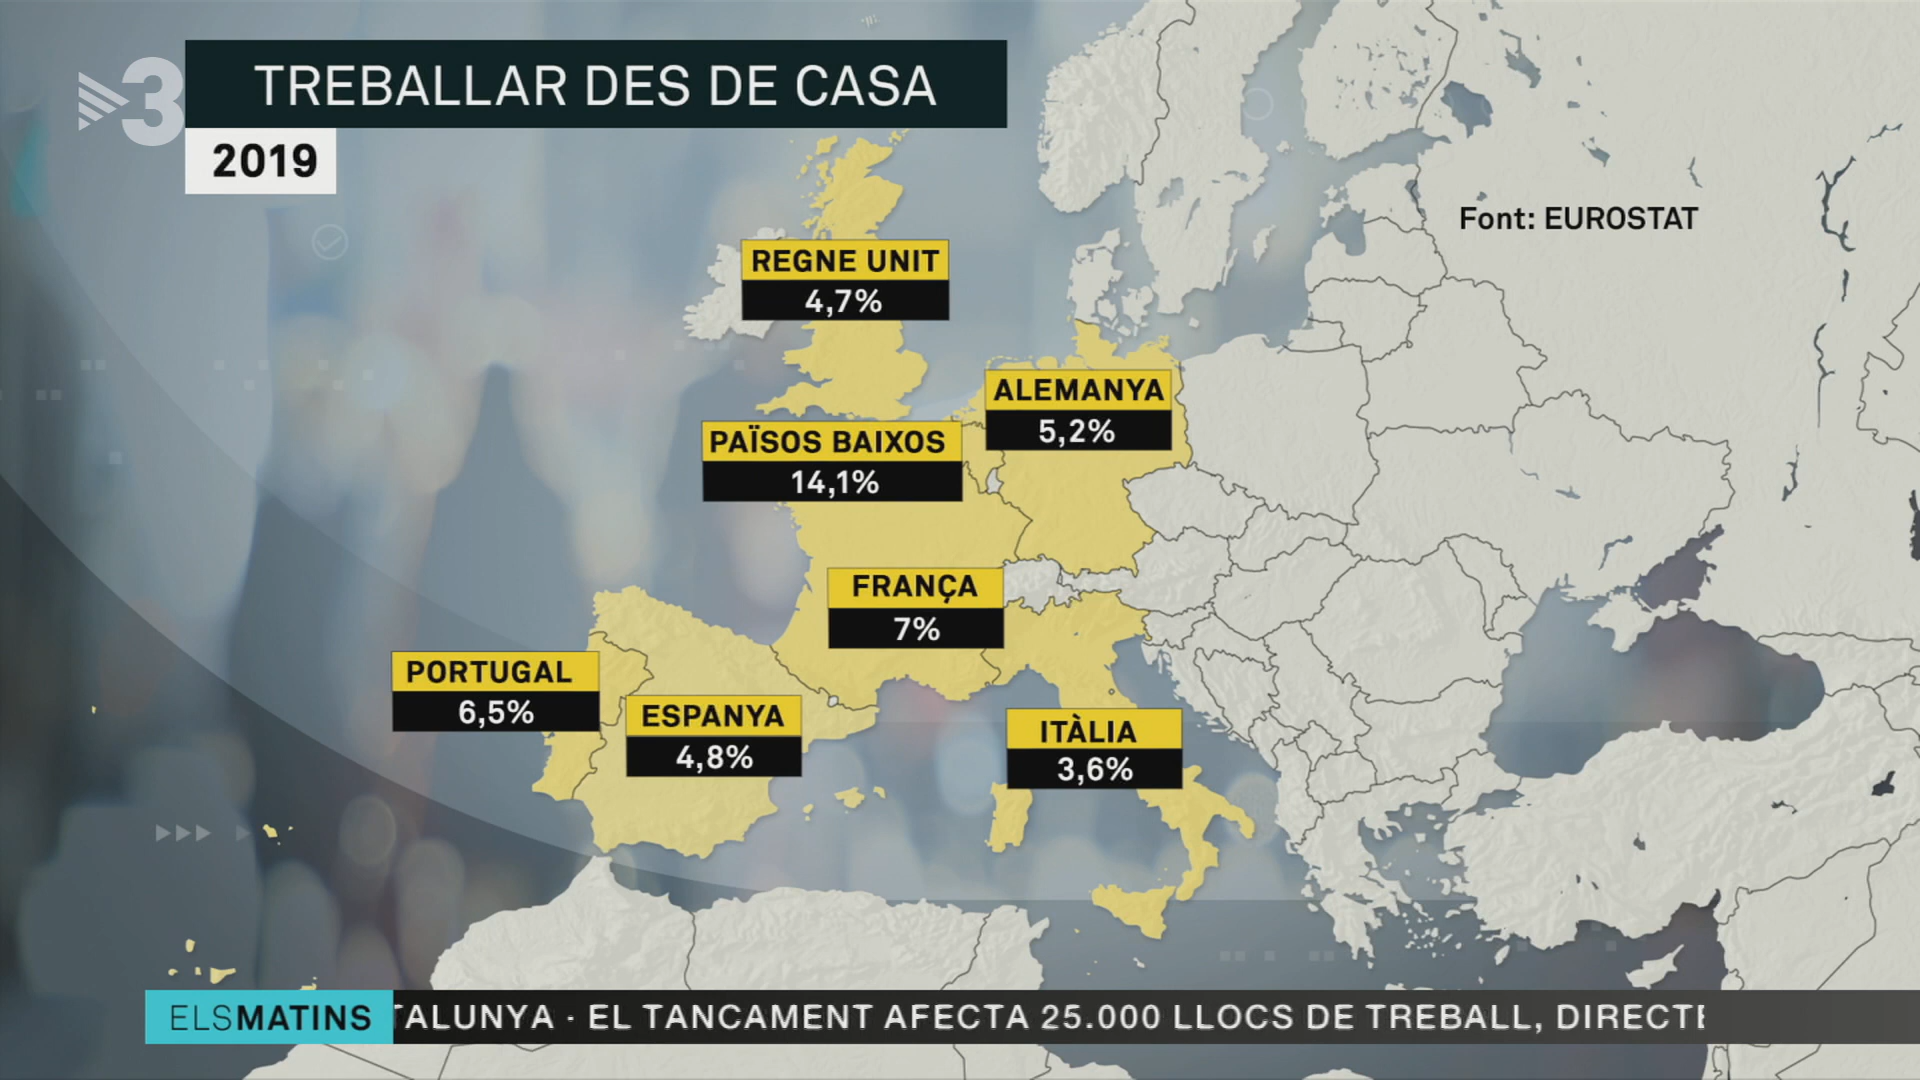 3
TREBALLAR DES DE CASA
2019
Font: EUROSTAT
REGNE UNIT
4,7%
ALEMANYA
5,2%
PAÏSOS BAIXOS
14,1%
FRANÇA
7%
PORTUGAL
6,5%
ESPANYA
4,8%
ITÀLIA
3,6%
ELSMATINS
TALUNYA · EL TANCAMENT AFECTA 25.000 LLOCS DE TREBALL, DIRECTE